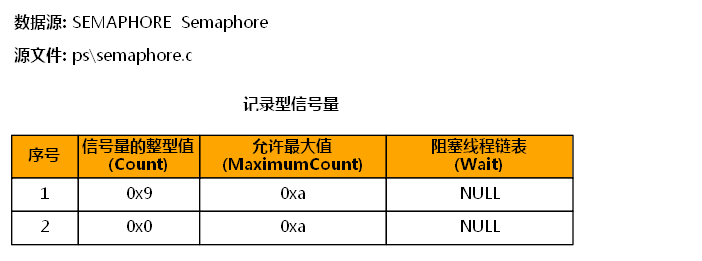 数据源: SEMAPHORE Semaphore
源文件: ps\semaphore.c
记录型信号量
序号 信号量的整型值 (Count) 允许最大值 (MaximumCount) 阻塞线程链表 (Wait)
1 0x9 0xa NULL
2 0x0 0xa NULL